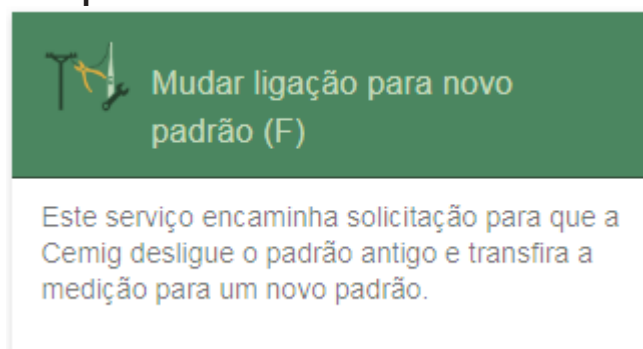 Mudar ligação para novo
padrão (F)
Este serviço encaminha solicitação para que a
Cemig desligue o padrão antigo e transfira a
medição para um novo padrão.